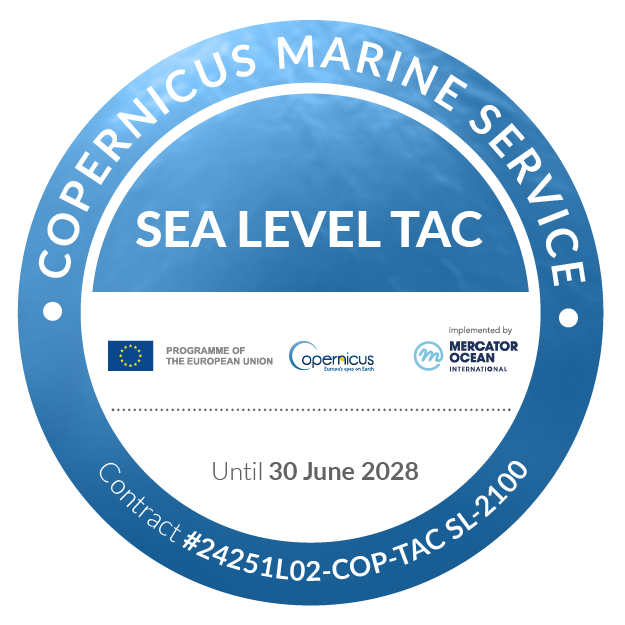 COPERNICUS MARINE SERVICE
SEA LEVEL TAC
PROGRAMME OF
THE EUROPEAN UNION
opernicus
Europe's eyes on Earth
Implemented by
MERCATOR
OCEAN
INTERNATIONAL
Until 30 June 2028
Contract #24251L02-COP-TAC SL-2100